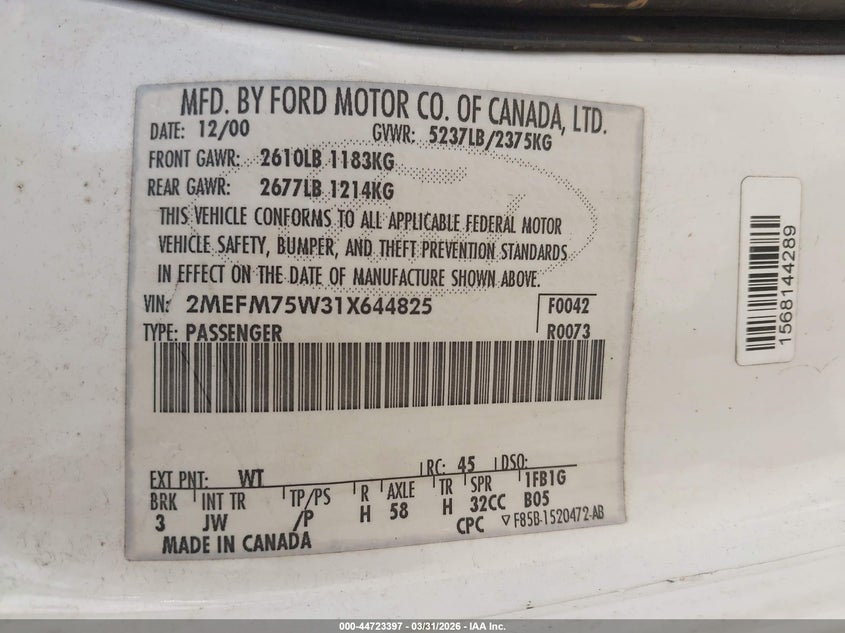 MFD. BY FORD MOTOR CO. OF CANADA, LTD.
DATE: 12/00 GVWR: 5237LB/2375KG
FRONT GAWR: 2610LB 1183KG
REAR GAWR: 2677LB 1214KG
THIS VEHICLE CONFORMS TO ALL APPLICABLE FEDERAL MOTOR
VEHICLE SAFETY, BUMPER, AND THEFT PREVENTION STANDARDS
IN EFFECT ON THE DATE OF MANUFACTURE SHOWN ABOVE.
VIN: 2MEFM75W31X644825 F0042
TYPE: PASSENGER R0073
EXT PNT: WT RC: 45 DSO:
BRK INT TR TP/PS R AXLE TR SPR 1FB1G
3 JW /P H 58 H 32CC B05
CPC ▽F85B-1520472-AB
MADE IN CANADA
1568144289
000-44723397 - 03/31/2026 - IAA Inc.